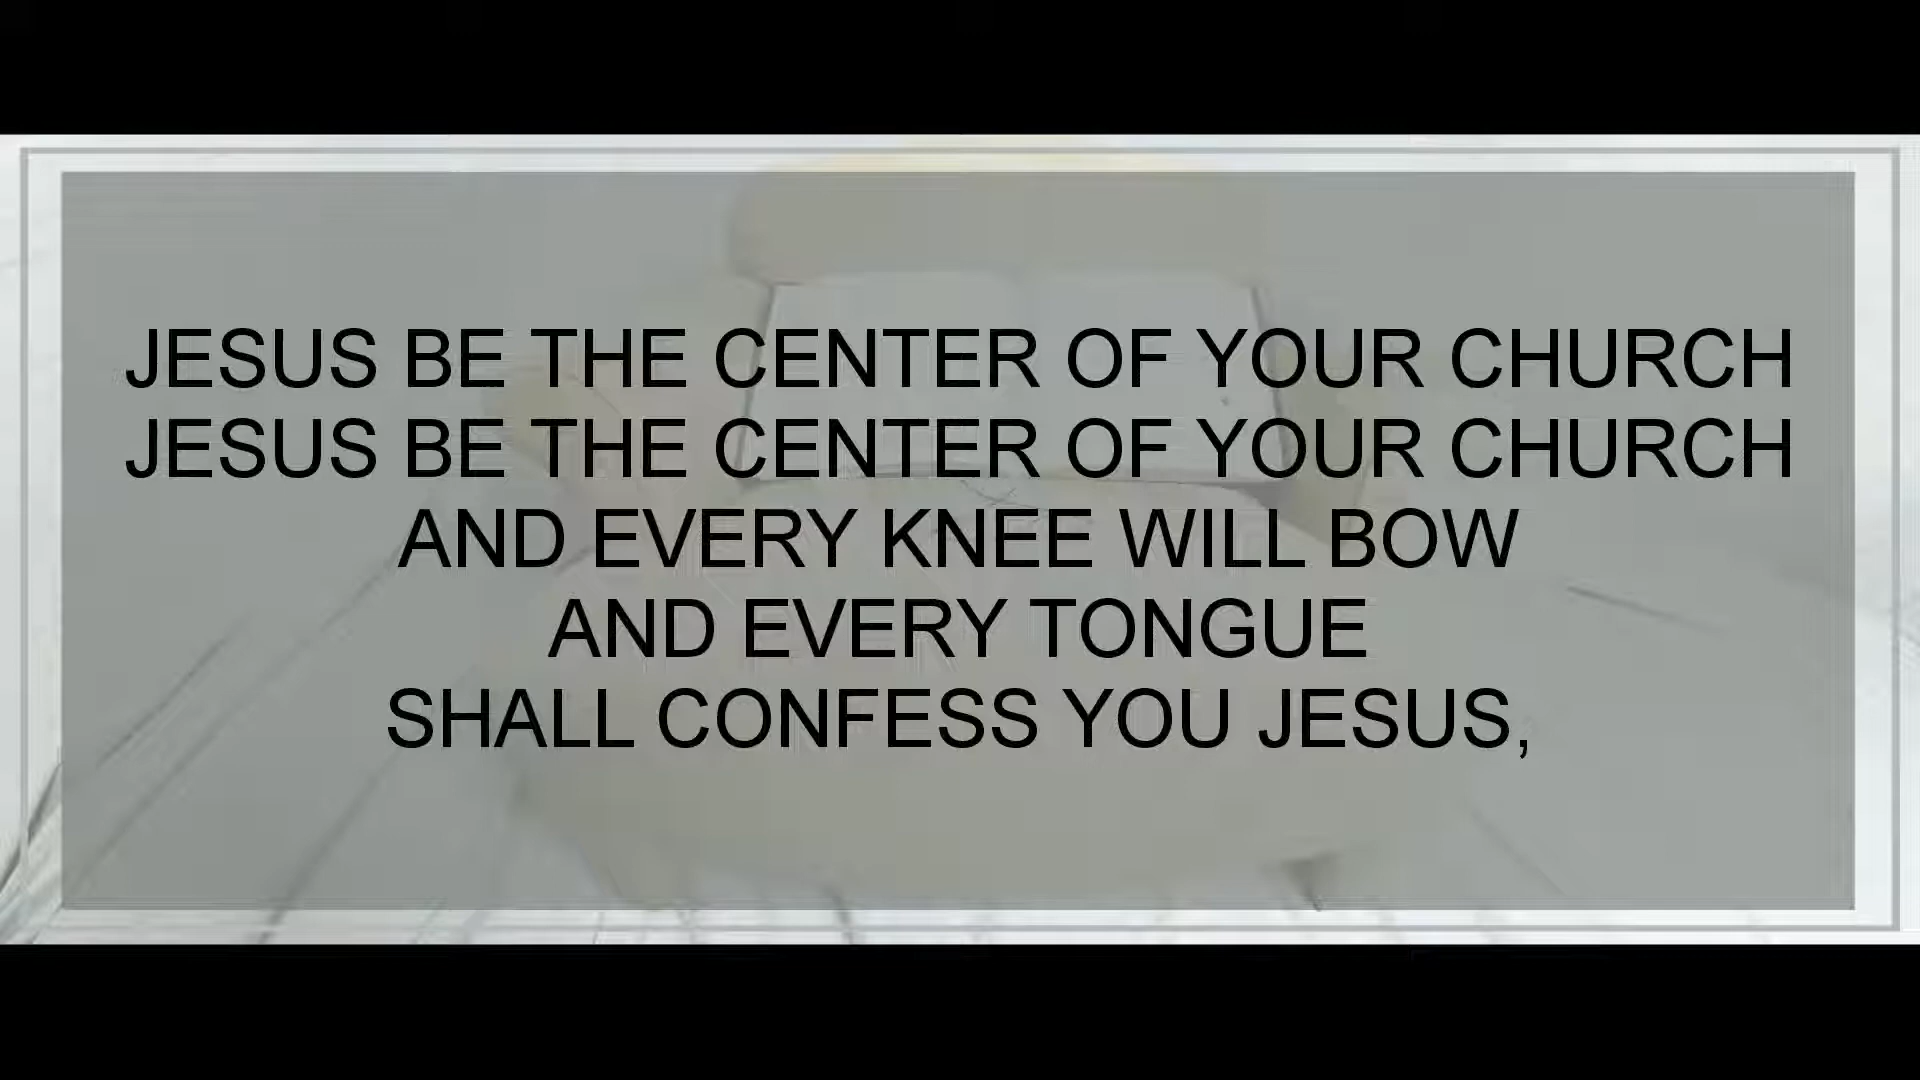 JESUS BE THE CENTER OF YOUR CHURCH
JESUS BE THE CENTER OF YOUR CHURCH
AND EVERY KNEE WILL BOW
AND EVERY TONGUE
SHALL CONFESS YOU JESUS,